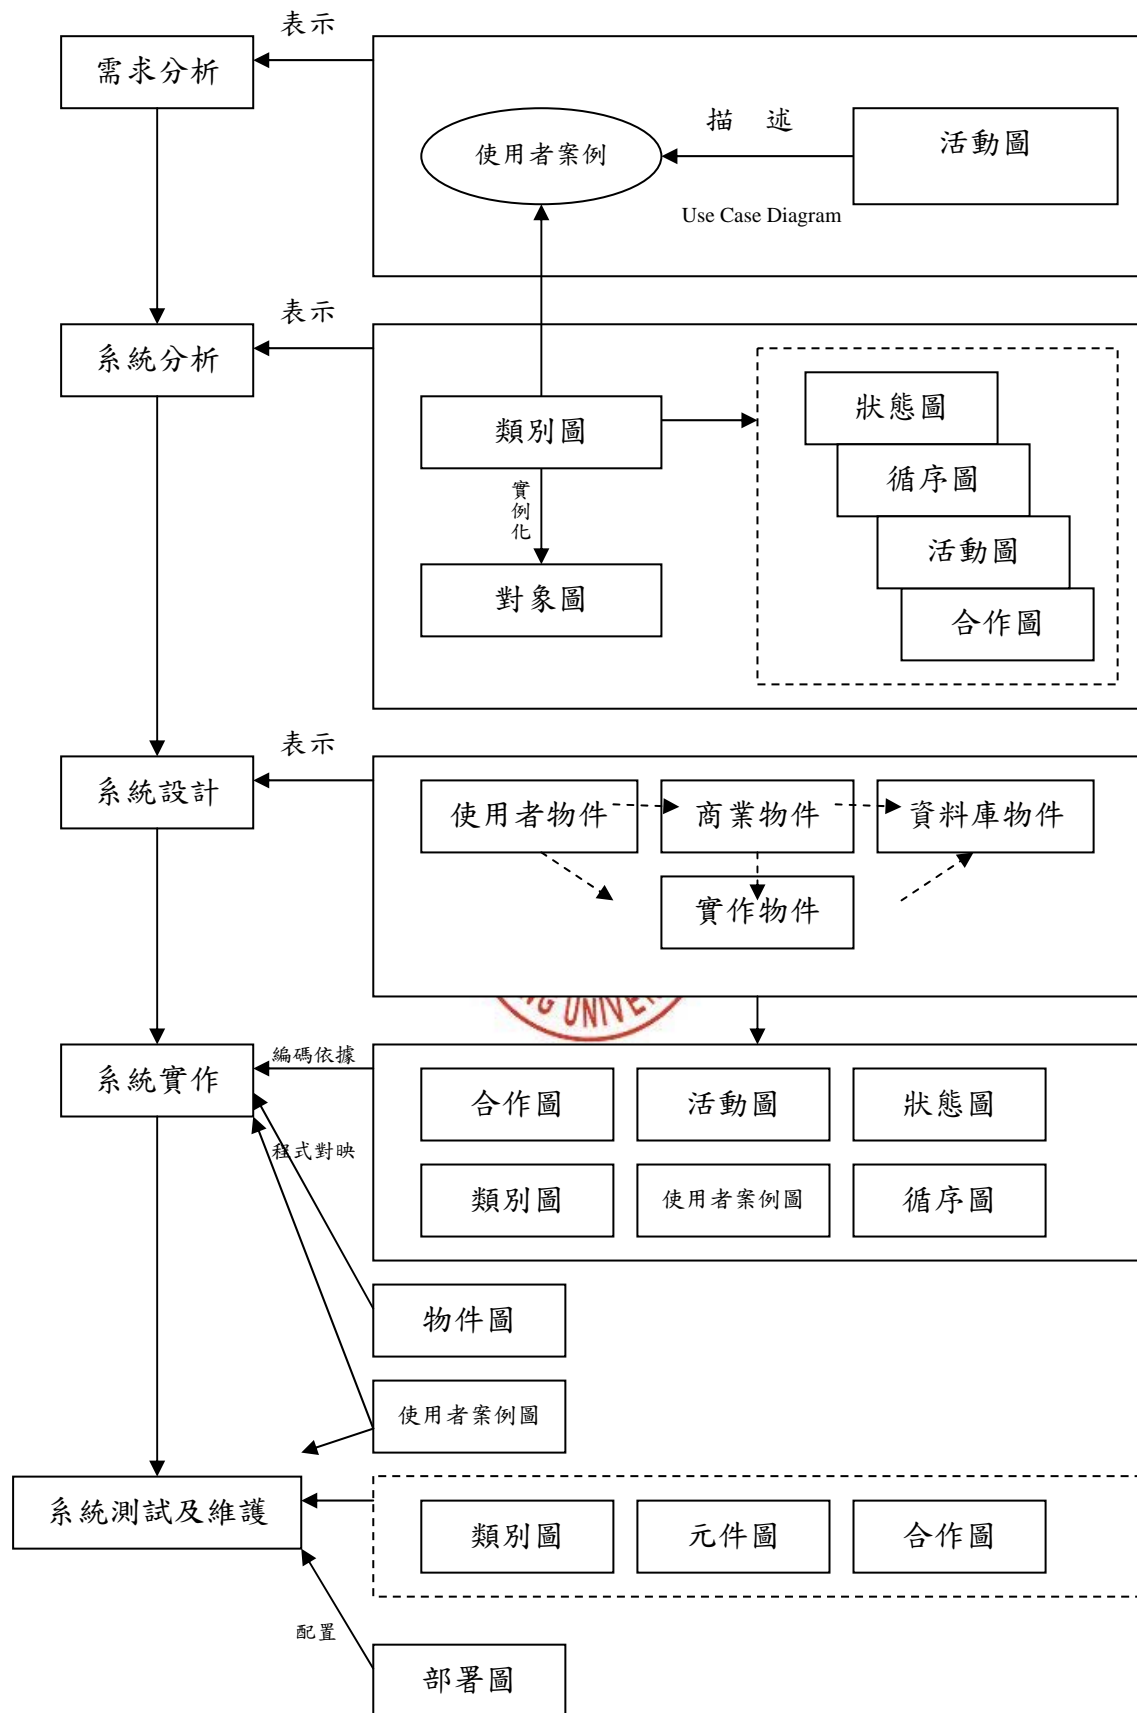 表示
需求分析
使用者案例
描 述
活動圖
Use Case Diagram
表示
系統分析
類別圖
狀態圖
循序圖
實例化
活動圖
對象圖
合作圖
表示
系統設計
使用者物件
商業物件
資料庫物件
實作物件
NG UNIVE
編碼依據
系統實作
合作圖
活動圖
狀態圖
程式對映
類別圖
使用者案例圖
循序圖
物件圖
使用者案例圖
系統測試及維護
類別圖
元件圖
合作圖
配置
部署圖